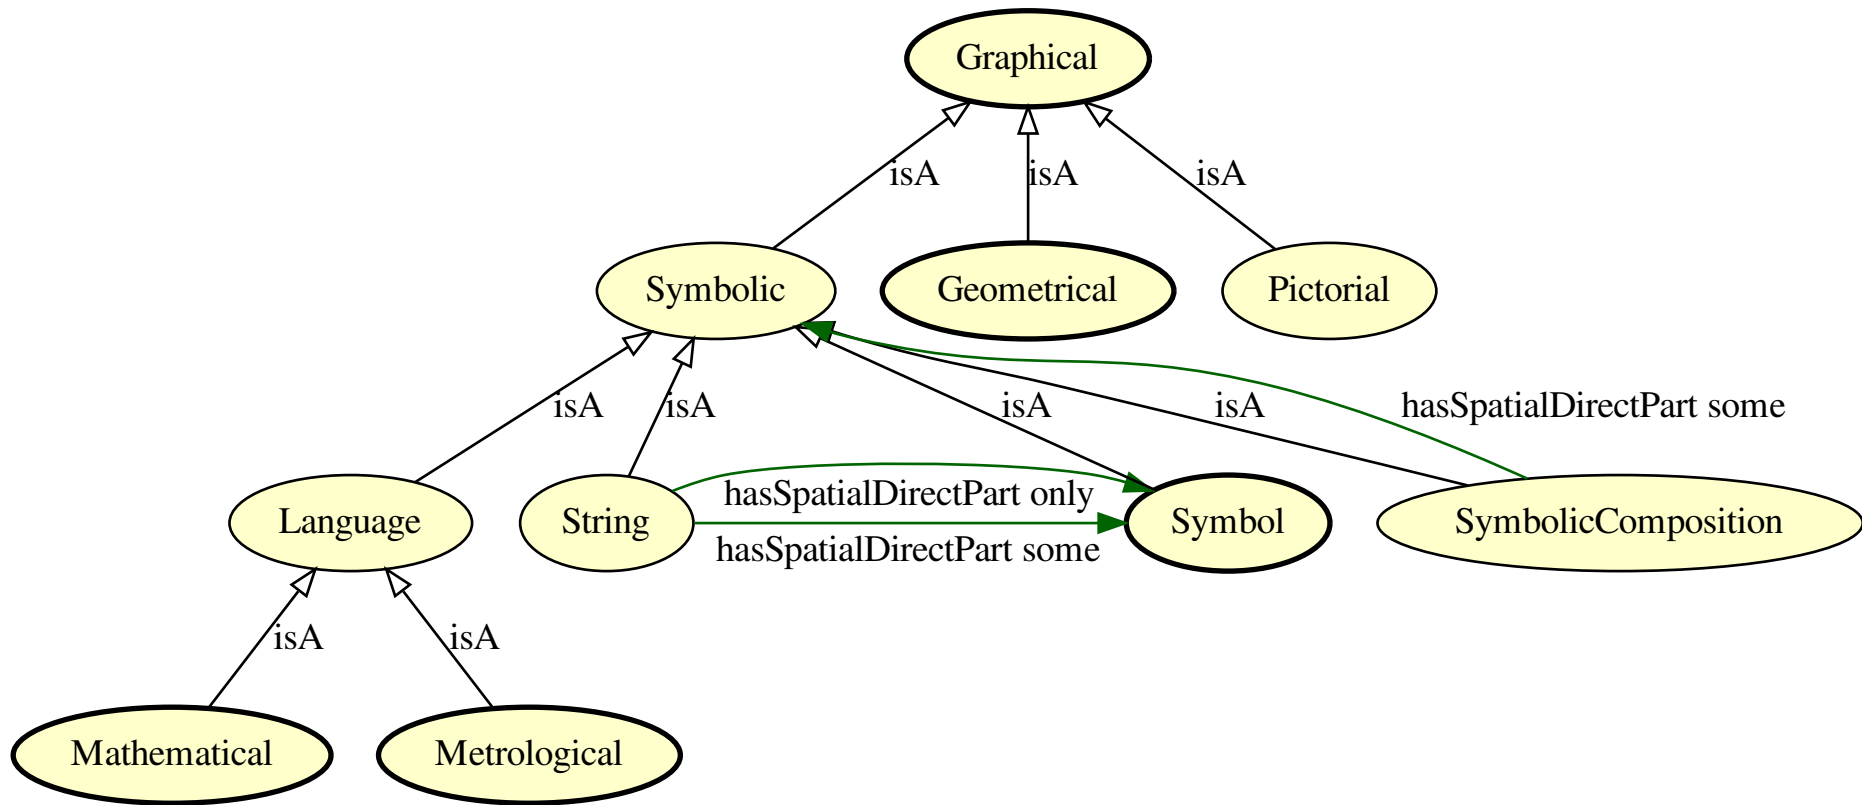 Graphical
isA
isA
isA
Symbolic
Geometrical
Pictorial
isA
isA
isA
isA
hasSpatialDirectPart some
hasSpatialDirectPart only
Language
String
Symbol
SymbolicComposition
hasSpatialDirectPart some
isA
isA
Mathematical
Metrological